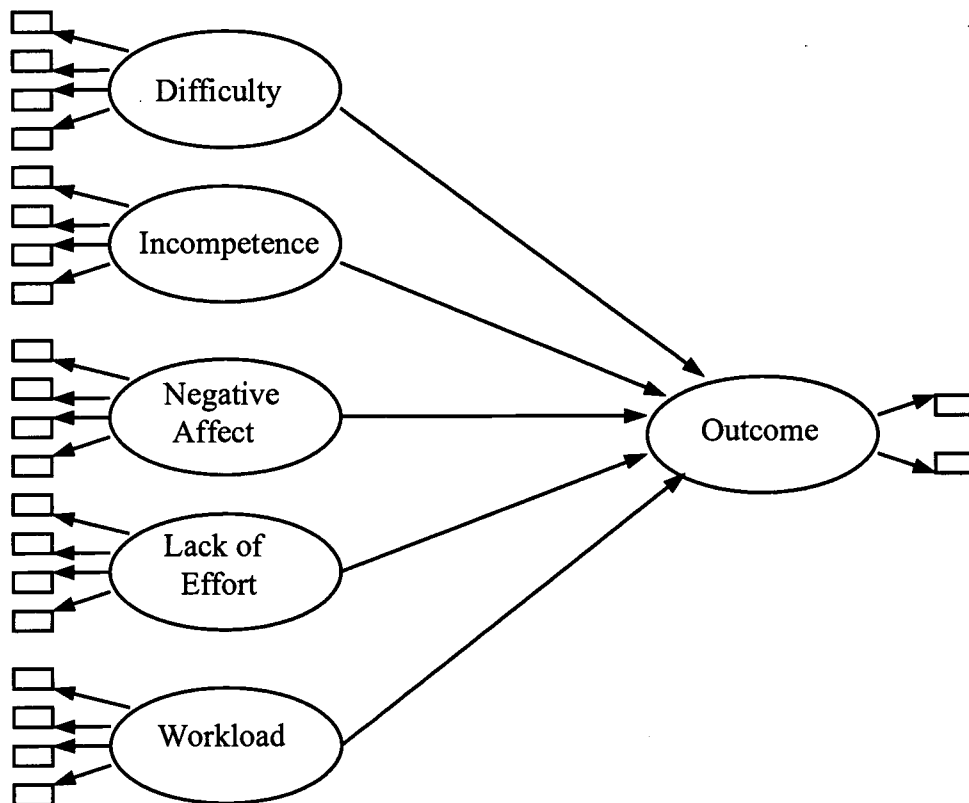 Difficulty
Incompetence
Negative
Affect
Outcome
Lack of
Effort
Workload